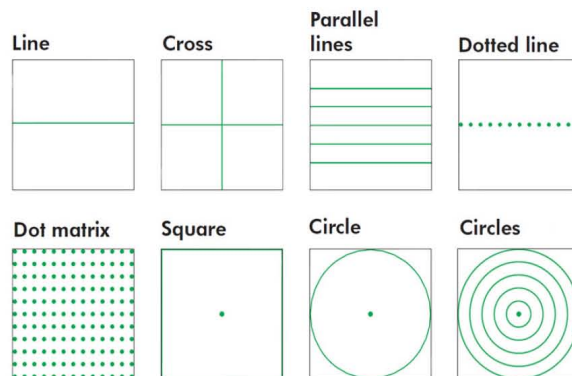 Line
Cross
Parallel
lines
Dotted line
Dot matrix
Square
Circle
Circles